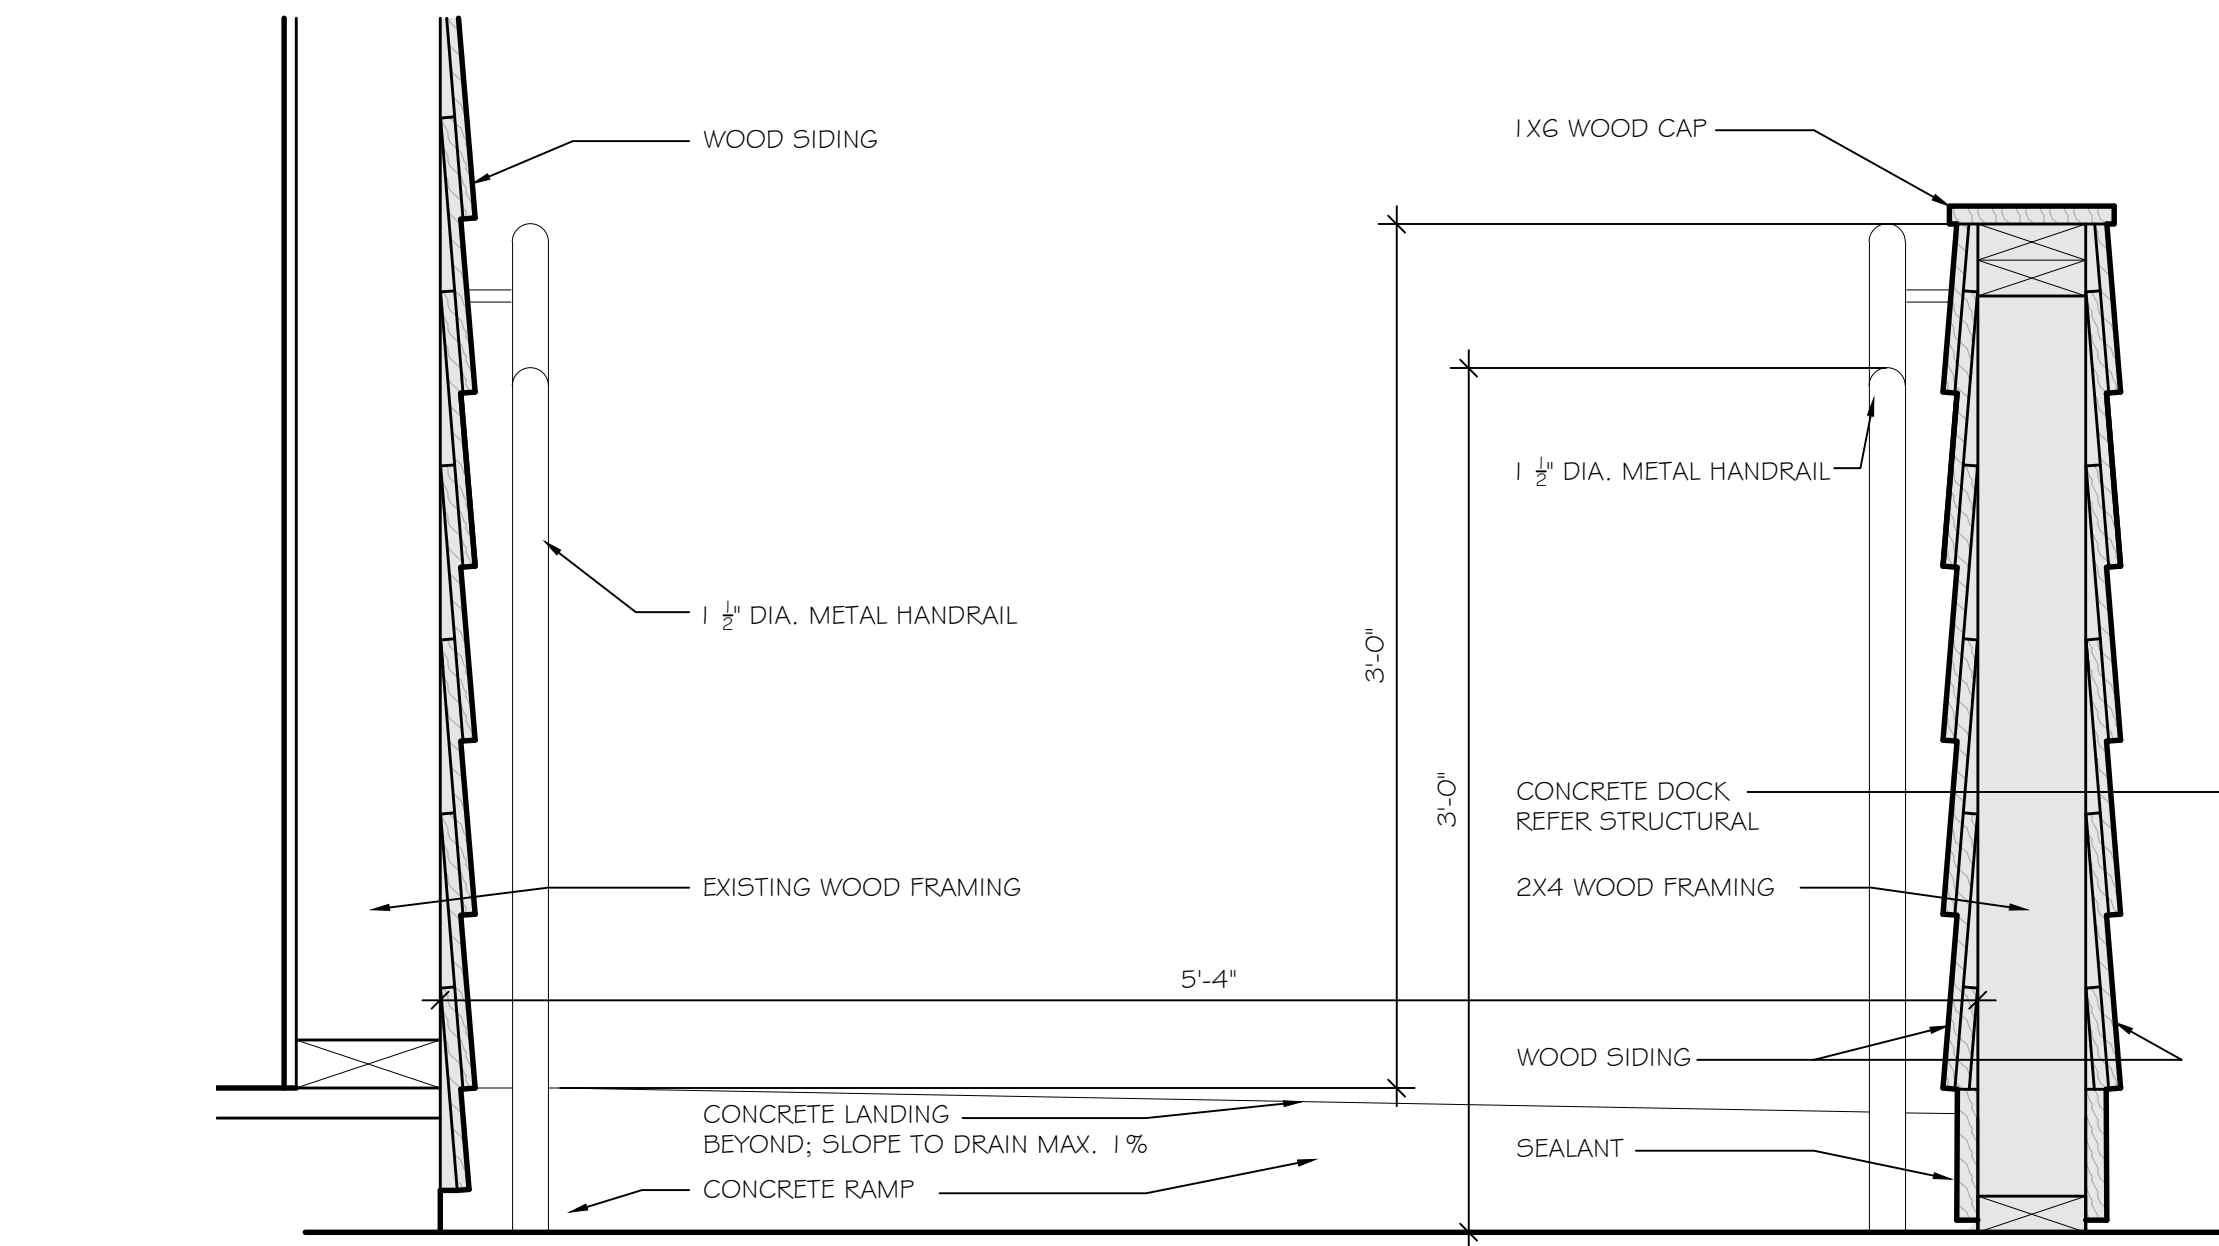 1X6 WOOD CAP
WOOD SIDING
1 1/2" DIA. METAL HANDRAIL
1 1/2" DIA. METAL HANDRAIL
3'-0"
3'-0"
CONCRETE DOCK
REFER STRUCTURAL
EXISTING WOOD FRAMING
2X4 WOOD FRAMING
5'-4"
WOOD SIDING
CONCRETE LANDING
BEYOND; SLOPE TO DRAIN MAX. 1%
SEALANT
CONCRETE RAMP